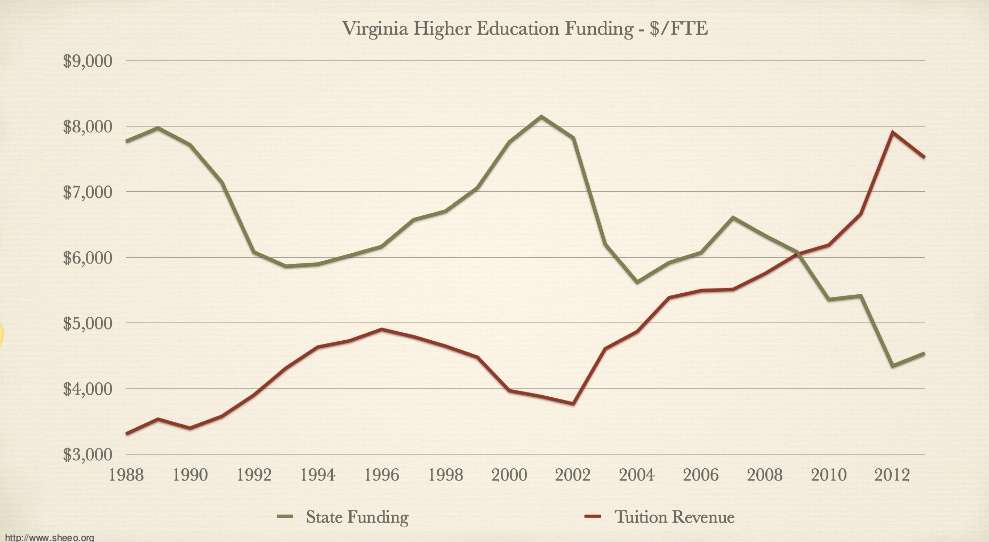 Virginia Higher Education Funding - $/FTE
$9,000
$8,000
$7,000
$6,000
$5,000
$4,000
$3,000
1988 1990 1992 1994 1996 1998 2000 2002 2004 2006 2008 2010 2012
State Funding Tuition Revenue
http://www.sheeo.org